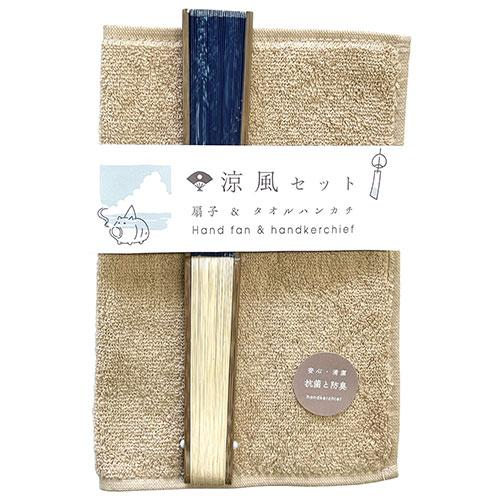 涼風セット
扇子 & タオルハンカチ
Hand fan & handkerchief
安心・清潔
抗菌と防臭
handkerchief